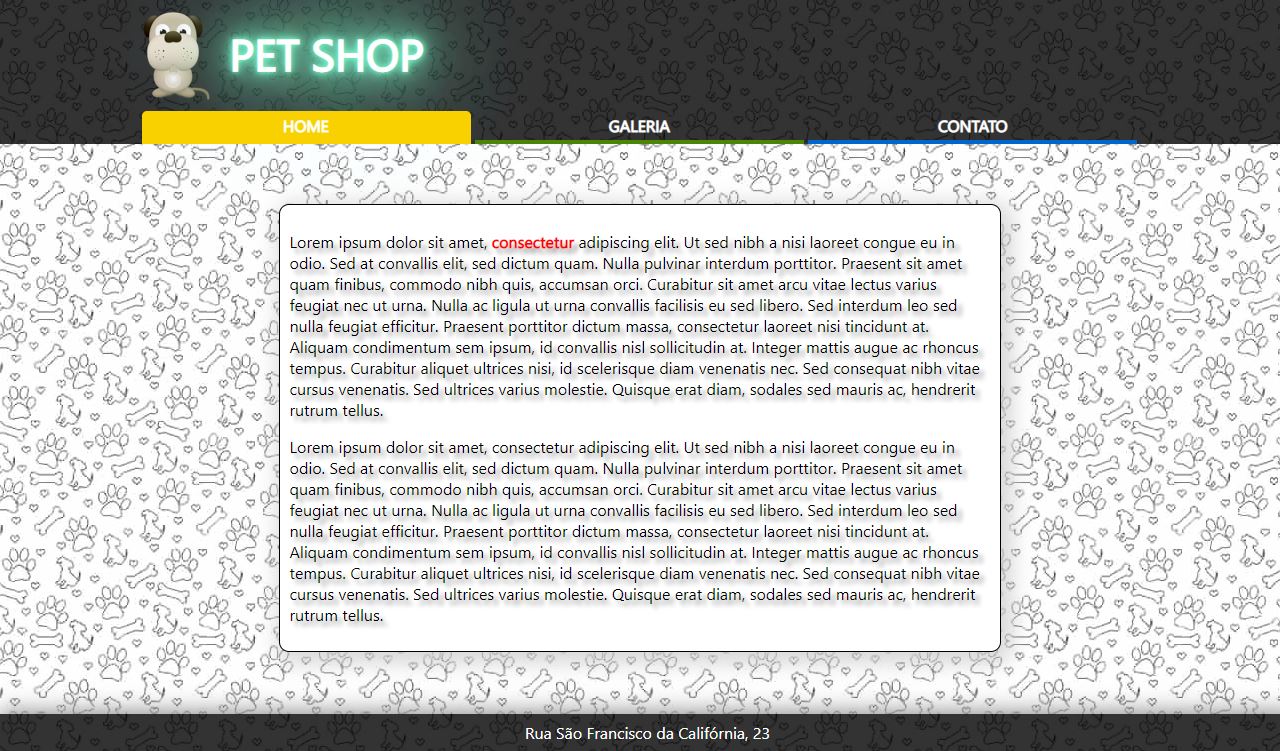 PET SHOP
HOME GALERIA CONTATO
Lorem ipsum dolor sit amet, consectetur adipiscing elit. Ut sed nibh a nisi laoreet congue eu in
odio. Sed at convallis elit, sed dictum quam. Nulla pulvinar interdum porttitor. Praesent sit amet
quam finibus, commodo nibh quis, accumsan orci. Curabitur sit amet arcu vitae lectus varius
feugiat nec ut urna. Nulla ac ligula ut urna convallis facilisis eu sed libero. Sed interdum leo sed
nulla feugiat efficitur. Praesent porttitor dictum massa, consectetur laoreet nisi tincidunt at.
Aliquam condimentum sem ipsum, id convallis nisl sollicitudin at. Integer mattis augue ac rhoncus
tempus. Curabitur aliquet ultrices nisi, id scelerisque diam venenatis nec. Sed consequat nibh vitae
cursus venenatis. Sed ultrices varius molestie. Quisque erat diam, sodales sed mauris ac, hendrerit
rutrum tellus.
Lorem ipsum dolor sit amet, consectetur adipiscing elit. Ut sed nibh a nisi laoreet congue eu in
odio. Sed at convallis elit, sed dictum quam. Nulla pulvinar interdum porttitor. Praesent sit amet
quam finibus, commodo nibh quis, accumsan orci. Curabitur sit amet arcu vitae lectus varius
feugiat nec ut urna. Nulla ac ligula ut urna convallis facilisis eu sed libero. Sed interdum leo sed
nulla feugiat efficitur. Praesent porttitor dictum massa, consectetur laoreet nisi tincidunt at.
Aliquam condimentum sem ipsum, id convallis nisl sollicitudin at. Integer mattis augue ac rhoncus
tempus. Curabitur aliquet ultrices nisi, id scelerisque diam venenatis nec. Sed consequat nibh vitae
cursus venenatis. Sed ultrices varius molestie. Quisque erat diam, sodales sed mauris ac, hendrerit
rutrum tellus.
Rua São Francisco da Califórnia, 23